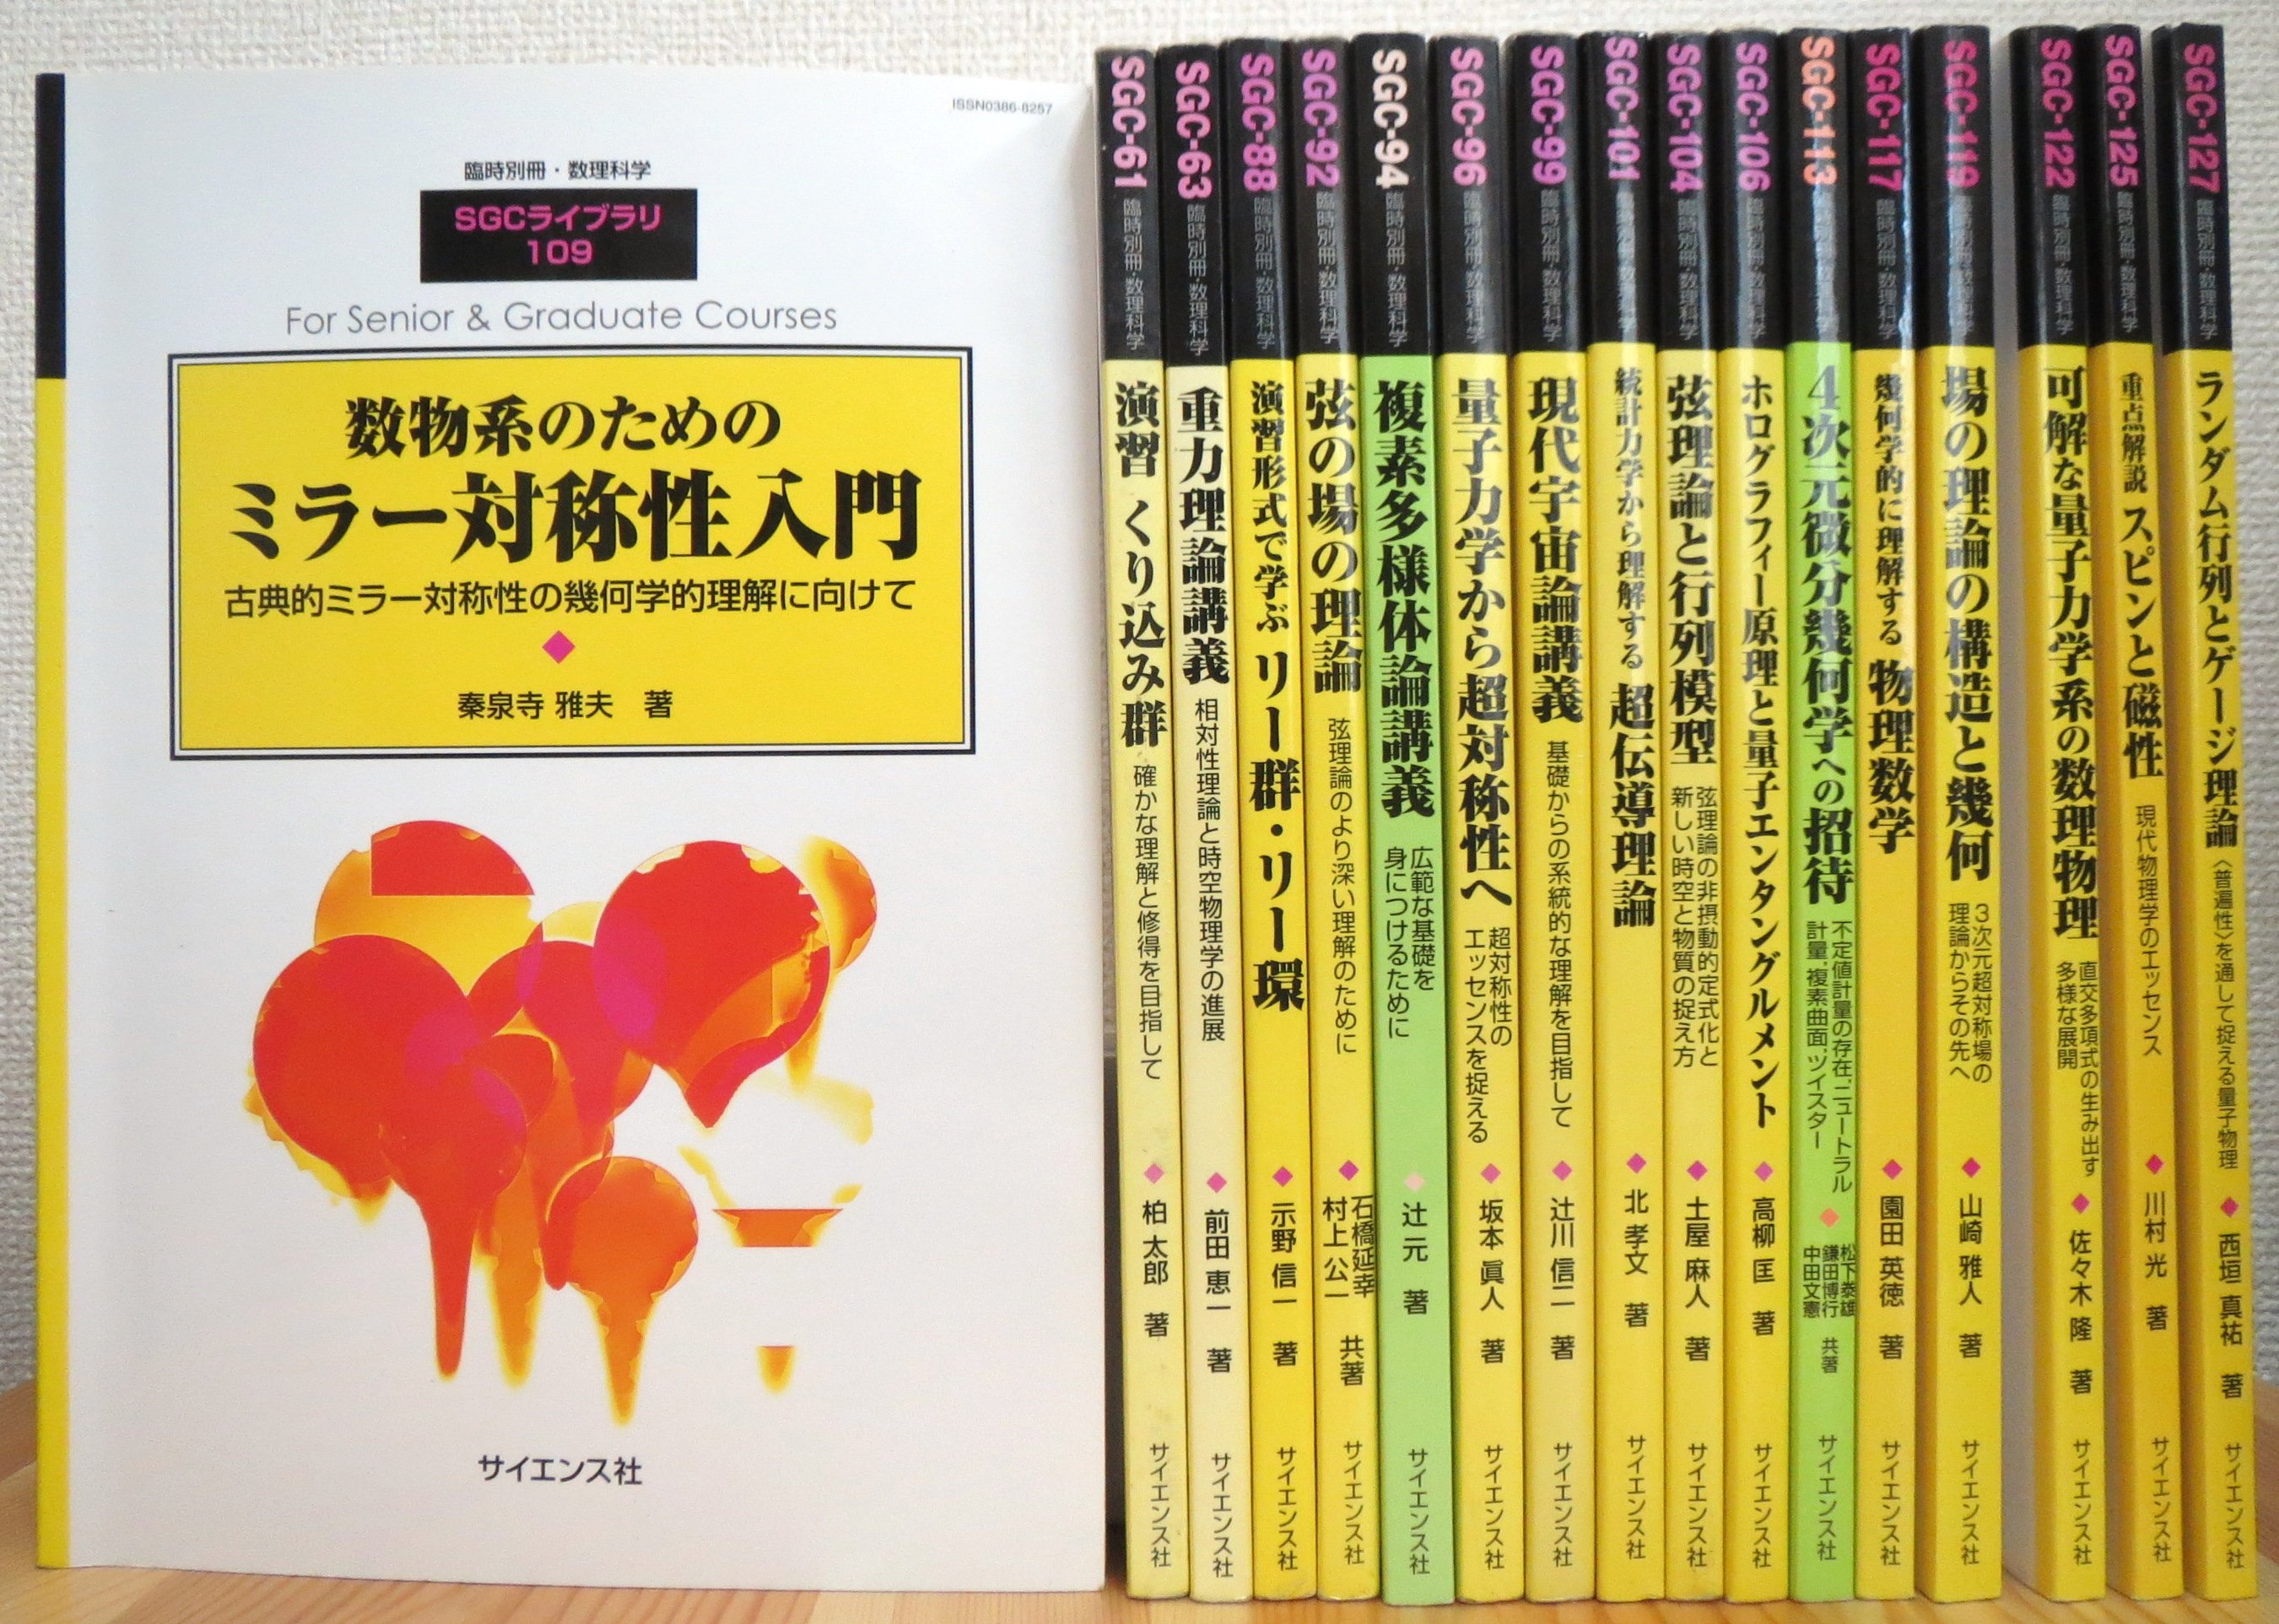 ISSN0386-8257
臨時別冊・数理科学
SGCライブラリ
109
For Senior & Graduate Courses
数物系のための
ミラー対称性入門
古典的ミラー対称性の幾何学的理解に向けて
秦泉寺 雅夫 著
サイエンス社
SGC-61
臨時別冊・数理科学
演習 くり込み群
確かな理解と修得を目指して
柏 太郎 著
サイエンス社
SGC-63
臨時別冊・数理科学
重力理論講義
相対性理論と時空物理学の進展
前田 恵一 著
サイエンス社
SGC-88
臨時別冊・数理科学
演習形式で学ぶ リー群・リー環
示野 信一 著
サイエンス社
SGC-92
臨時別冊・数理科学
弦の場の理論
弦理論のより深い理解のために
石橋延幸
村上 公一
共著
サイエンス社
SGC-94
臨時別冊・数理科学
複素多様体論講義
広範な基礎を
身につけるために
辻 元 著
サイエンス社
SGC-96
臨時別冊・数理科学
量子力学から超対称性へ
超対称性の
エッセンスを捉える
坂本 眞人 著
サイエンス社
SGC-99
臨時別冊・数理科学
現代宇宙論講義
基礎からの系統的な理解を目指して
辻川 信二 著
サイエンス社
SGC-101
臨時別冊・数理科学
統計力学から理解する 超伝導理論
北 孝文 著
サイエンス社
SGC-104
臨時別冊・数理科学
弦理論と行列模型
弦理論の非摂動的定式化と
新しい時空と物質の捉え方
土屋 麻人 著
サイエンス社
SGC-106
臨時別冊・数理科学
ホログラフィー原理と量子エンタングルメント
高柳 匡 著
サイエンス社
SGC-113
臨時別冊・数理科学
4次元微分幾何学への招待
不定値計量の存在,ニュートラル
計量,複素曲面,ツイスター
松下 泰雄
鎌田博行
中田文憲
共著
サイエンス社
SGC-117
臨時別冊・数理科学
幾何学的に理解する 物理数学
園田 英徳 著
サイエンス社
SGC-119
臨時別冊・数理科学
場の理論の構造と幾何
3次元超対称場の
理論からその先へ
山崎 雅人 著
サイエンス社
SGC-122
臨時別冊・数理科学
可解な量子力学系の数理物理
直交多項式の生み出す
多様な展開
佐々木 隆 著
サイエンス社
SGC-125
臨時別冊・数理科学
重点解説 スピンと磁性
現代物理学のエッセンス
川村 光 著
サイエンス社
SGC-127
臨時別冊・数理科学
ランダム行列とゲージ理論
〈普遍性〉を通して捉える量子物理
西垣 真祐 著
サイエンス社